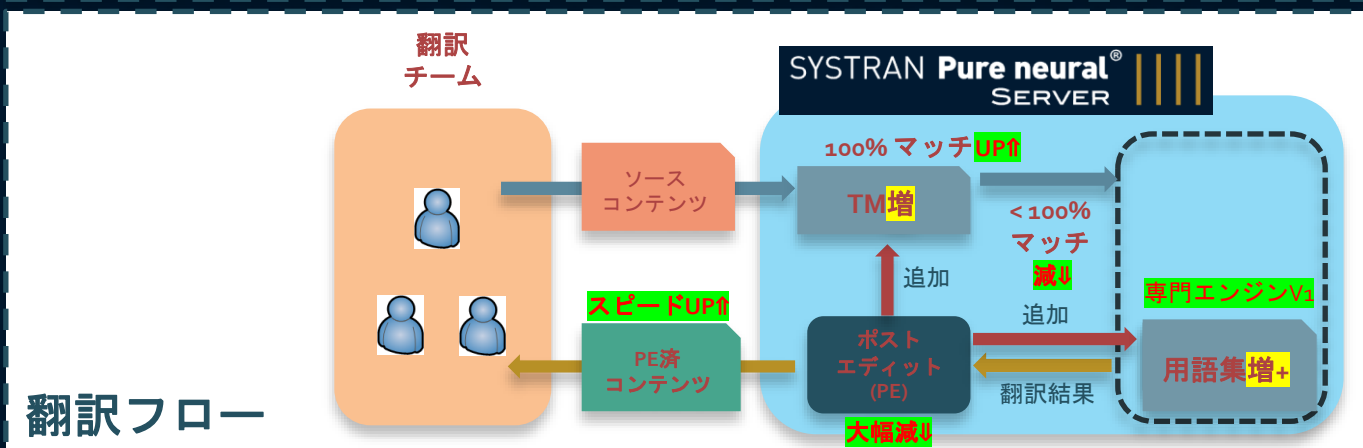 翻訳
チーム
SYSTRAN Pure neural®
SERVER
100% マッチUP⇑
ソース
コンテンツ
TM増
< 100%
マッチ
減⇓
追加
スピードUP⇑
専門エンジンV1
追加
PE済
コンテンツ
ポスト
エディット
(PE)
用語集増+
翻訳結果
大幅減⇓
翻訳フロー